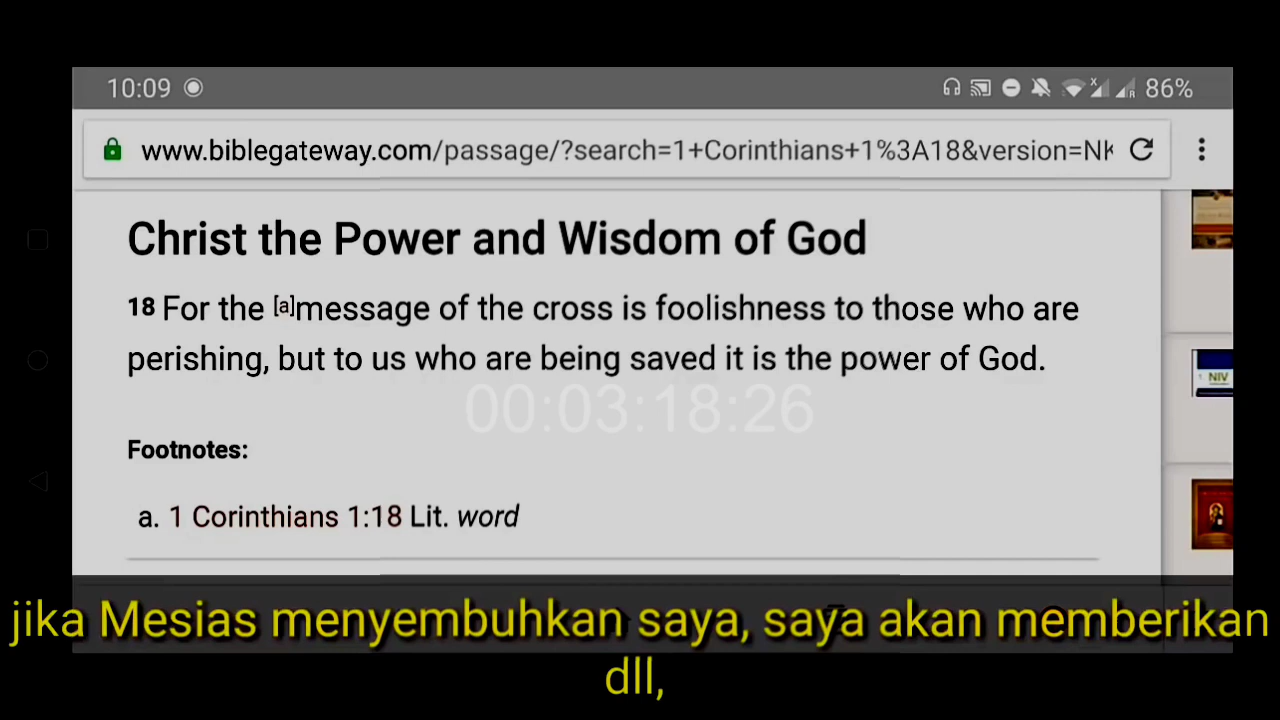 10:09 86%
www.biblegateway.com/passage/?search=1+Corinthians+1%3A18&version=NK
Christ the Power and Wisdom of God
18 For the [a]message of the cross is foolishness to those who are
perishing, but to us who are being saved it is the power of God.
NIV
00:03:18:26
Footnotes:
a. 1 Corinthians 1:18 Lit. word
jika Mesias menyembuhkan saya, saya akan memberikan
dll,